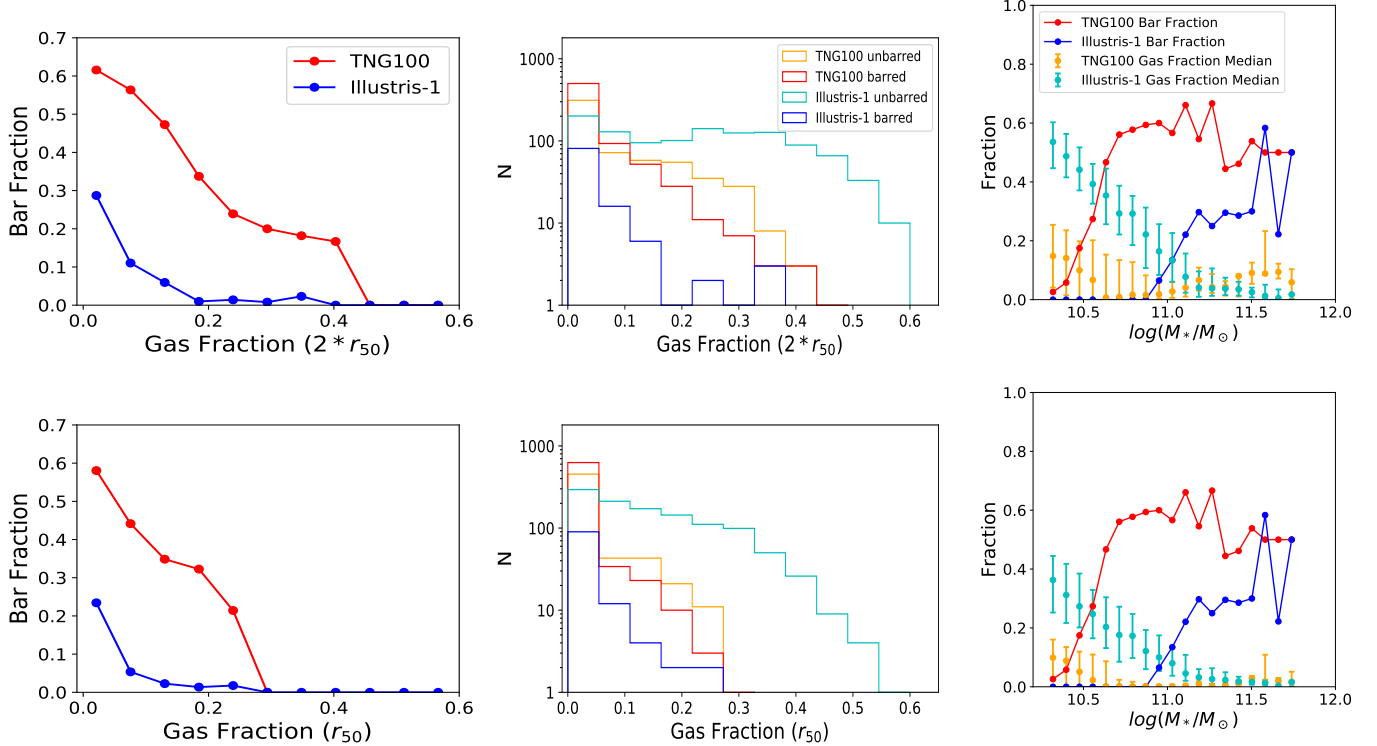 0.7
0.6
0.5
0.4
0.3
0.2
0.1
0.0
Bar Fraction
TNG100
Illustris-1
0.0 0.2 0.4 0.6
Gas Fraction (2 * r50)
1000
100
10
1
N
TNG100 unbarred
TNG100 barred
Illustris-1 unbarred
Illustris-1 barred
0.0 0.1 0.2 0.3 0.4 0.5 0.6
Gas Fraction (2 * r50)
1.0
0.8
0.6
0.4
0.2
0.0
Fraction
TNG100 Bar Fraction
Illustris-1 Bar Fraction
TNG100 Gas Fraction Median
Illustris-1 Gas Fraction Median
10.5 11.0 11.5 12.0
log(M*/M⊙)
0.7
0.6
0.5
0.4
0.3
0.2
0.1
0.0
Bar Fraction
0.0 0.2 0.4 0.6
Gas Fraction (r50)
1000
100
10
1
N
0.0 0.1 0.2 0.3 0.4 0.5 0.6
Gas Fraction (r50)
1.0
0.8
0.6
0.4
0.2
0.0
Fraction
10.5 11.0 11.5 12.0
log(M*/M⊙)